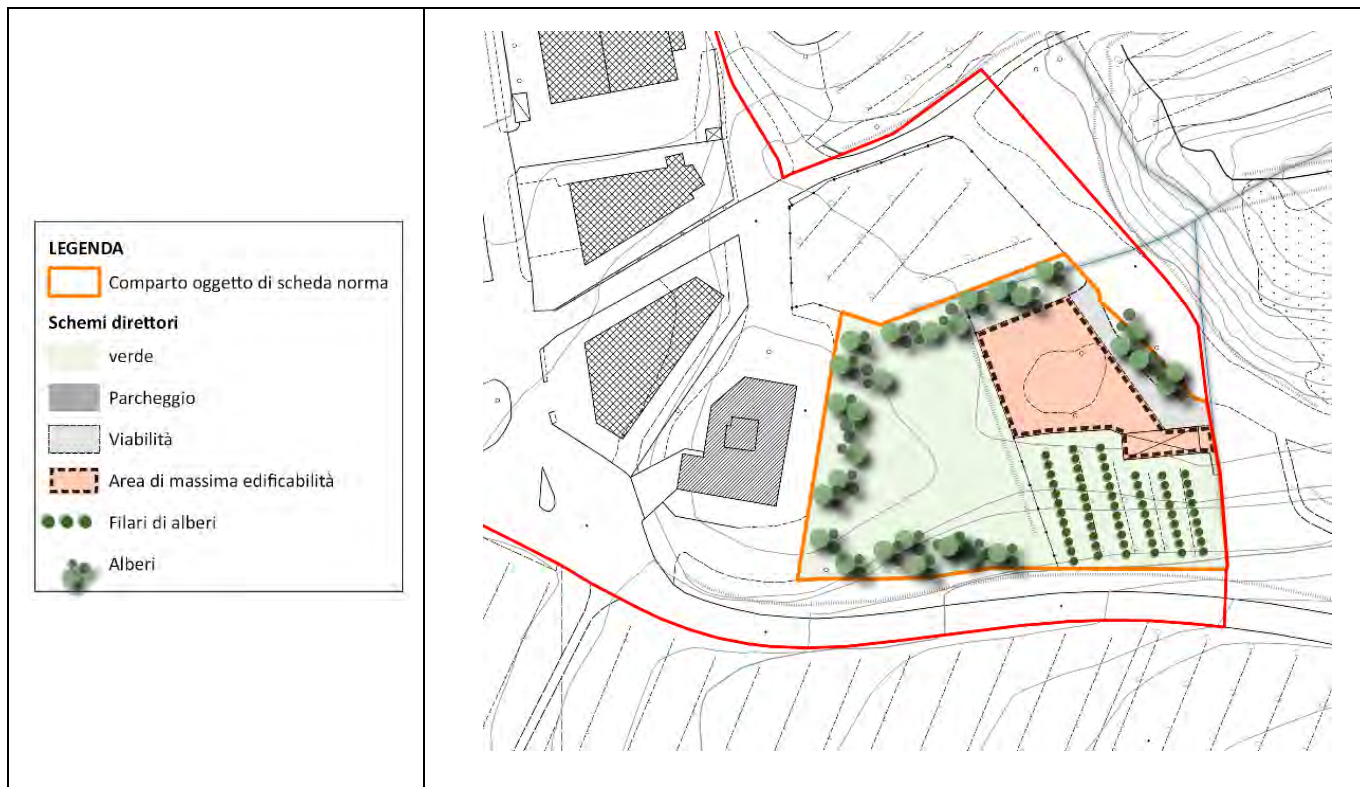 LEGENDA
Comparto oggetto di scheda norma
Schemi direttori
verde
Parcheggio
Viabilità
Area di massima edificabilità
Filari di alberi
Alberi